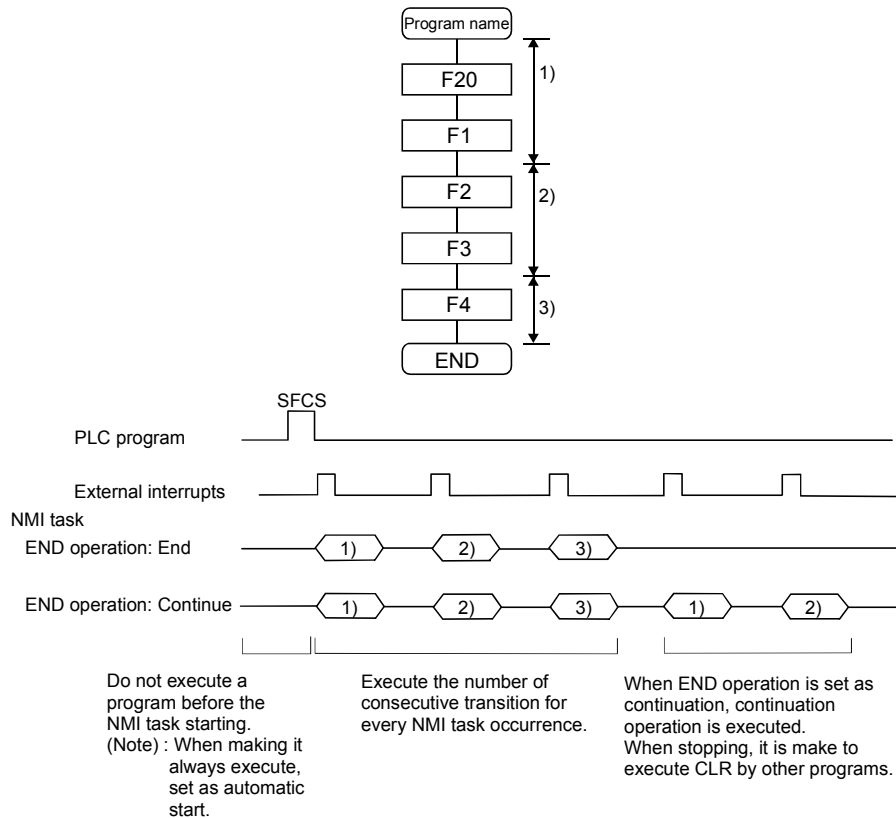 Program name
F20
1)
F1
F2
2)
F3
F4
3)
END
SFCS
PLC program
External interrupts
NMI task
END operation: End
1)
2)
3)
END operation: Continue
1)
2)
3)
1)
2)
Do not execute a
program before the
NMI task starting.
(Note) : When making it
always execute,
set as automatic
start.
Execute the number of
consecutive transition for
every NMI task occurrence.
When END operation is set as
continuation, continuation
operation is executed.
When stopping, it is make to
execute CLR by other programs.